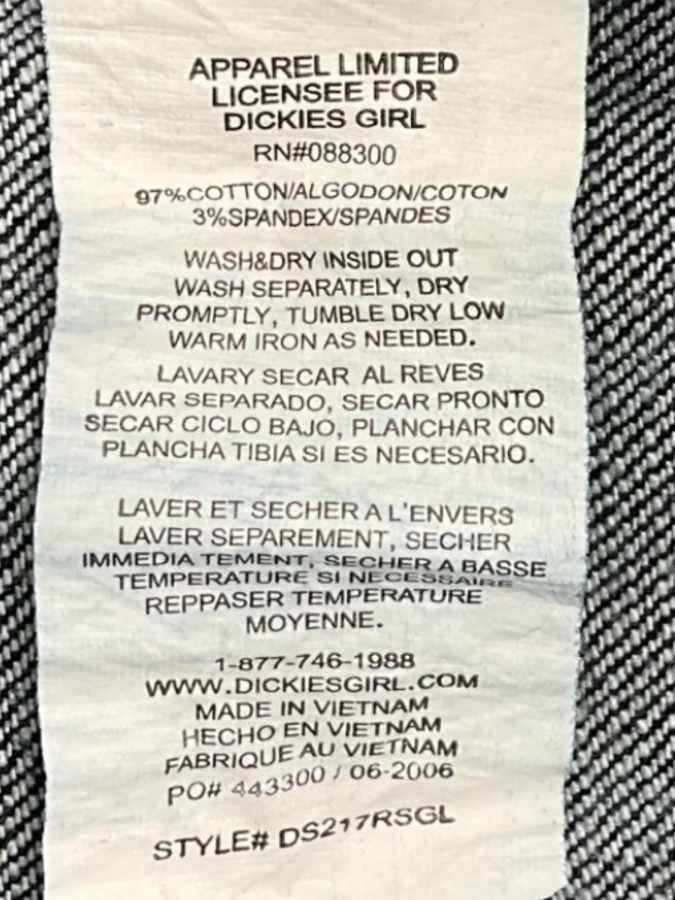 APPAREL LIMITED
LICENSEE FOR
DICKIES GIRL
RN#088300
97%COTTON/ALGODON/COTON
3%SPANDEX/SPANDES
WASH&DRY INSIDE OUT
WASH SEPARATELY, DRY
PROMPTLY, TUMBLE DRY LOW
WARM IRON AS NEEDED.
LAVARY SECAR AL REVES
LAVAR SEPARADO, SECAR PRONTO
SECAR CICLO BAJO, PLANCHAR CON
PLANCHA TIBIA SI ES NECESARIO.
LAVER ET SECHER A L'ENVERS
LAVER SEPAREMENT, SECHER
IMMEDIATEMENT, SECHER A BASSE
TEMPERATURE SI NECESSAIRE
REPPASER TEMPERATURE
MOYENNE.
1-877-746-1988
WWW.DICKIESGIRL.COM
MADE IN VIETNAM
HECHO EN VIETNAM
FABRIQUE AU VIETNAM
PO# 443300 / 06-2006
STYLE# DS217RSGL